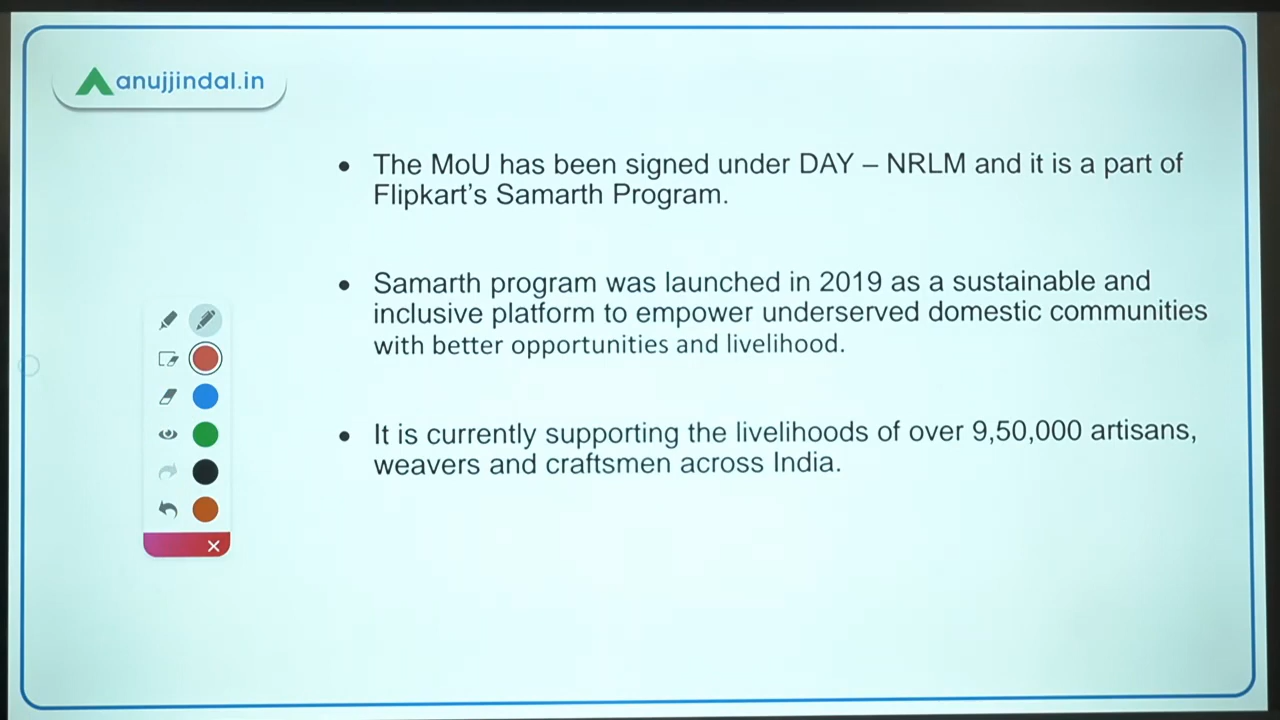 anujjindal.in
• The MoU has been signed under DAY – NRLM and it is a part of
Flipkart’s Samarth Program.
• Samarth program was launched in 2019 as a sustainable and
inclusive platform to empower underserved domestic communities
with better opportunities and livelihood.
• It is currently supporting the livelihoods of over 9,50,000 artisans,
weavers and craftsmen across India.